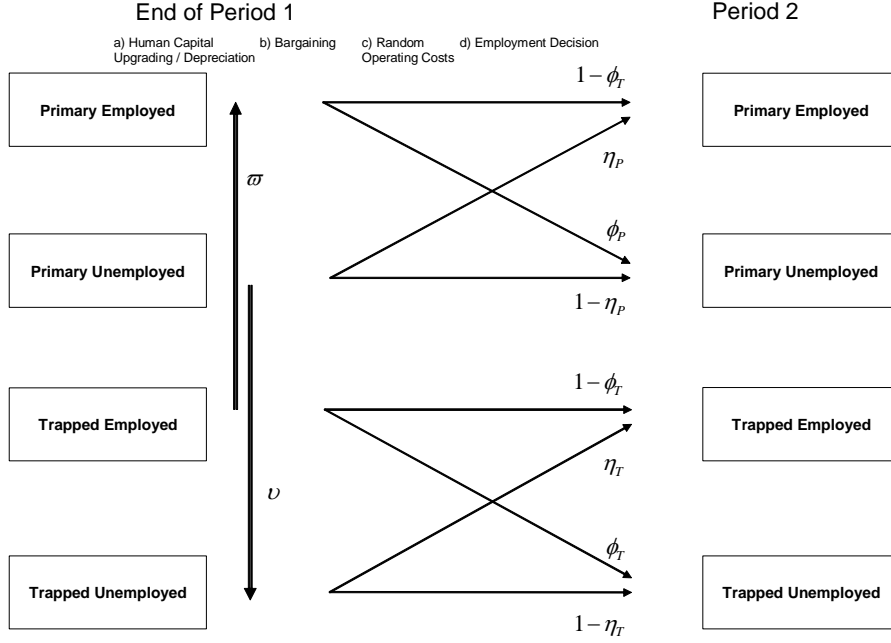 End of Period 1 Period 2
a) Human Capital Upgrading / Depreciation b) Bargaining c) Random Operating Costs d) Employment Decision
1 − ϕ_T
Primary Employed Primary Employed
η_P
ϖ
ϕ_P
Primary Unemployed Primary Unemployed
1 − η_P
1 − ϕ_T
Trapped Employed Trapped Employed
η_T
υ
ϕ_T
Trapped Unemployed Trapped Unemployed
1 − η_T